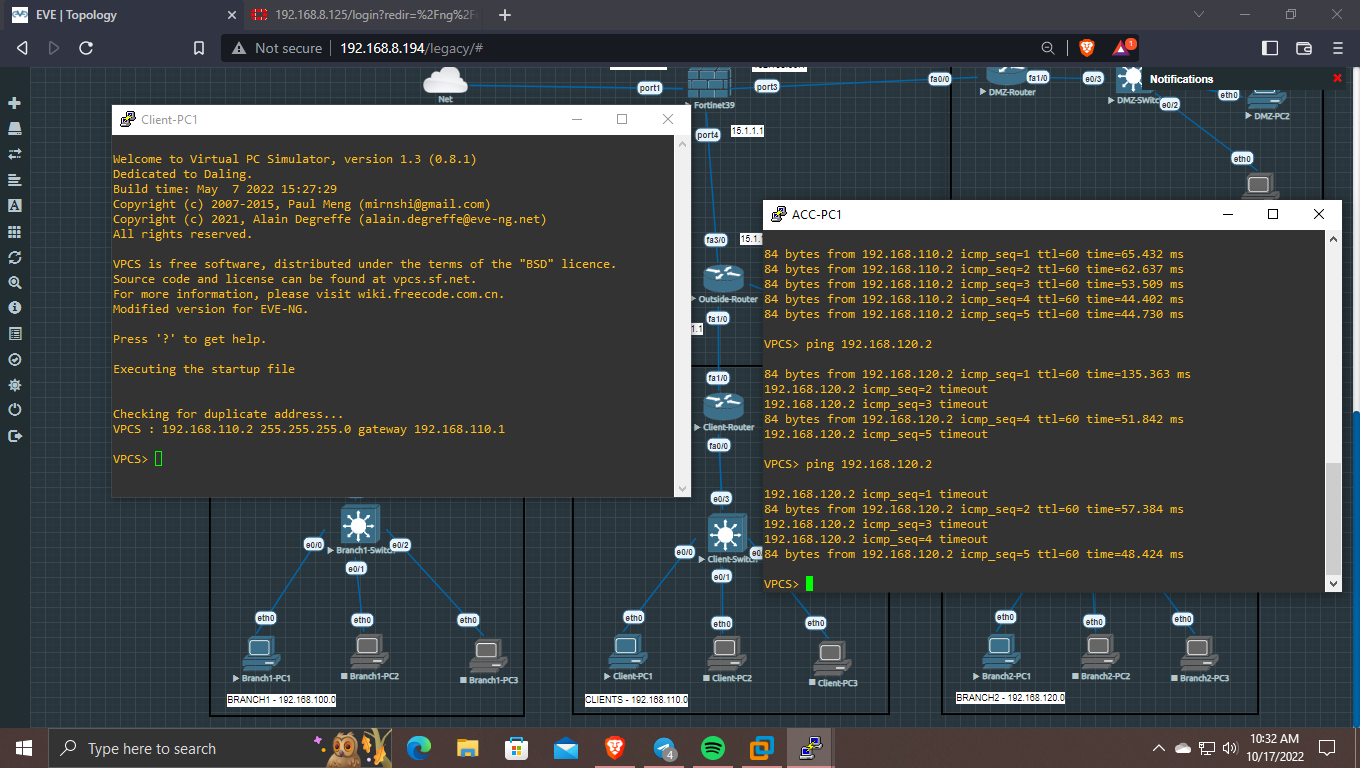 EVE | Topology
192.168.8.125/login?redir=%2Fng%2F
Not secure
192.168.8.194/legacy/#
1
Notifications
Net
port1
Fortinet39
port3
port4
15.1.1.1
fa0/0
DMZ-Router
fa1/0
e0/3
DMZ-Switch
e0/2
eth0
DMZ-PC2
eth0
Client-PC1
Welcome to Virtual PC Simulator, version 1.3 (0.8.1)
Dedicated to Daling.
Build time: May  7 2022 15:27:29
Copyright (c) 2007-2015, Paul Meng (mirnshi@gmail.com)
Copyright (c) 2021, Alain Degreffe (alain.degreffe@eve-ng.net)
All rights reserved.
VPCS is free software, distributed under the terms of the "BSD" licence.
Source code and license can be found at vpcs.sf.net.
For more information, please visit wiki.freecode.com.cn.
Modified version for EVE-NG.
Press '?' to get help.
Executing the startup file
Checking for duplicate address...
VPCS : 192.168.110.2 255.255.255.0 gateway 192.168.110.1
VPCS>
ACC-PC1
84 bytes from 192.168.110.2 icmp_seq=1 ttl=60 time=65.432 ms
84 bytes from 192.168.110.2 icmp_seq=2 ttl=60 time=62.637 ms
84 bytes from 192.168.110.2 icmp_seq=3 ttl=60 time=53.509 ms
84 bytes from 192.168.110.2 icmp_seq=4 ttl=60 time=44.402 ms
84 bytes from 192.168.110.2 icmp_seq=5 ttl=60 time=44.730 ms
VPCS> ping 192.168.120.2
84 bytes from 192.168.120.2 icmp_seq=1 ttl=60 time=135.363 ms
192.168.120.2 icmp_seq=2 timeout
192.168.120.2 icmp_seq=3 timeout
84 bytes from 192.168.120.2 icmp_seq=4 ttl=60 time=51.842 ms
192.168.120.2 icmp_seq=5 timeout
VPCS> ping 192.168.120.2
192.168.120.2 icmp_seq=1 timeout
84 bytes from 192.168.120.2 icmp_seq=2 ttl=60 time=57.384 ms
192.168.120.2 icmp_seq=3 timeout
192.168.120.2 icmp_seq=4 timeout
84 bytes from 192.168.120.2 icmp_seq=5 ttl=60 time=48.424 ms
VPCS>
fa3/0
15.1.
Outside-Router
fa1/0
1.1
fa1/0
Client-Router
fa0/0
e0/3
Client-Switch
e0/0
e0/1
Branch1-Switch
e0/0
e0/2
e0/1
eth0
eth0
eth0
Branch1-PC1
Branch1-PC2
Branch1-PC3
BRANCH1 - 192.168.100.0
eth0
eth0
eth0
Client-PC1
Client-PC2
Client-PC3
CLIENTS - 192.168.110.0
eth0
eth0
eth0
Branch2-PC1
Branch2-PC2
Branch2-PC3
BRANCH2 - 192.168.120.0
Type here to search
4
10:32 AM
10/17/2022